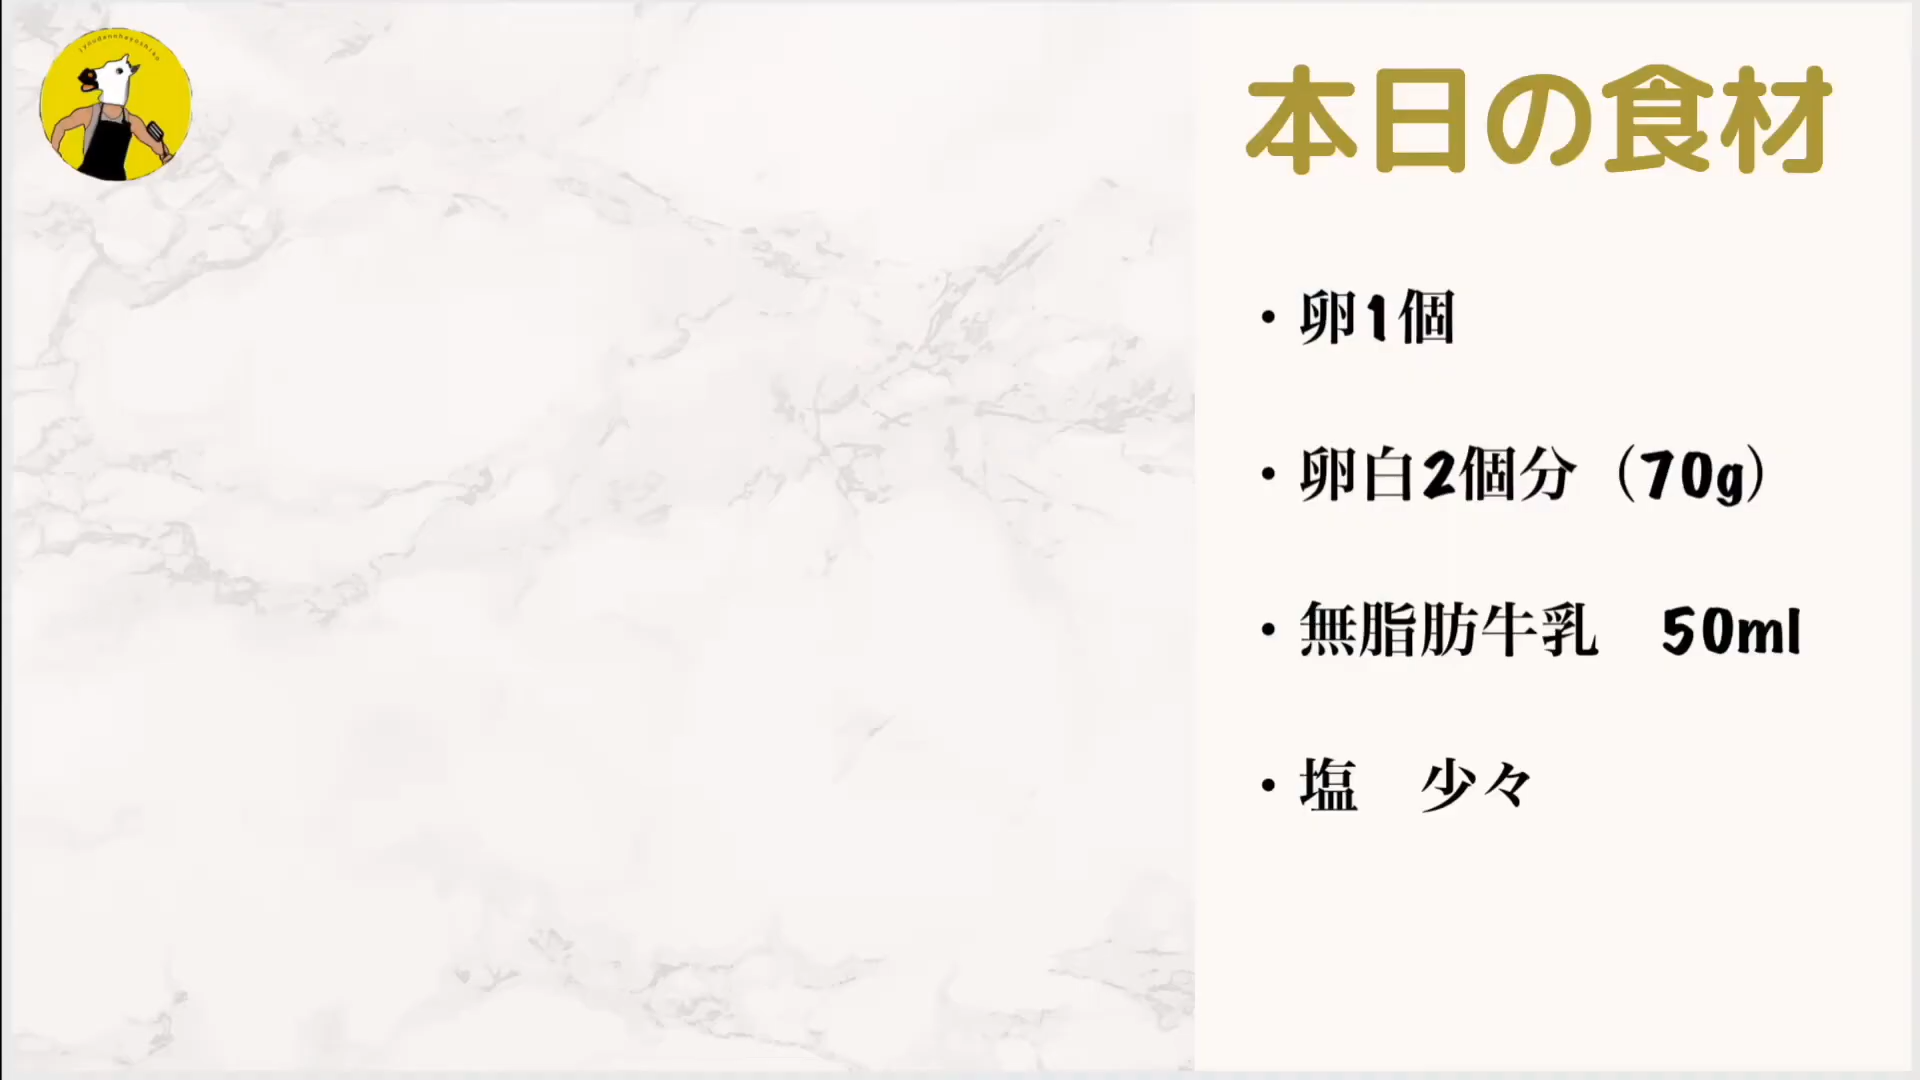 本日の食材
・卵1個
・卵白2個分（70g）
・無脂肪牛乳　50ml
・塩　少々